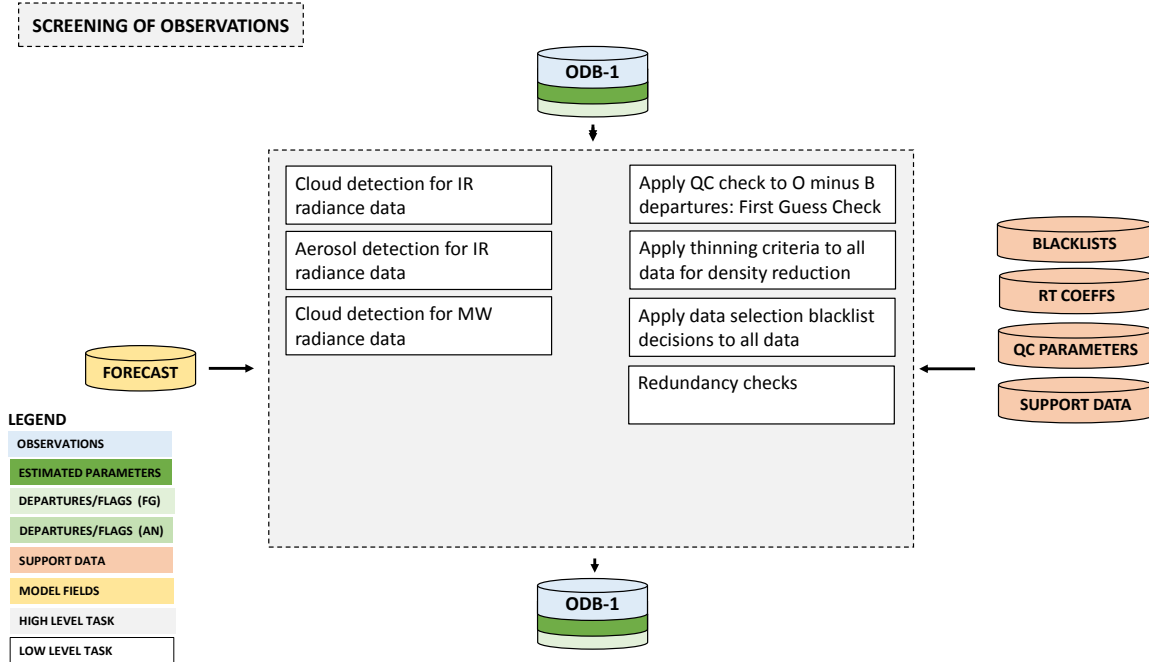 SCREENING OF OBSERVATIONS
ODB-1
Cloud detection for IR
radiance data
Aerosol detection for IR
radiance data
Cloud detection for MW
radiance data
Apply QC check to O minus B
departures: First Guess Check
Apply thinning criteria to all
data for density reduction
Apply data selection blacklist
decisions to all data
Redundancy checks
BLACKLISTS
RT COEFFS
QC PARAMETERS
SUPPORT DATA
FORECAST
LEGEND
OBSERVATIONS
ESTIMATED PARAMETERS
DEPARTURES/FLAGS (FG)
DEPARTURES/FLAGS (AN)
SUPPORT DATA
MODEL FIELDS
HIGH LEVEL TASK
LOW LEVEL TASK
ODB-1